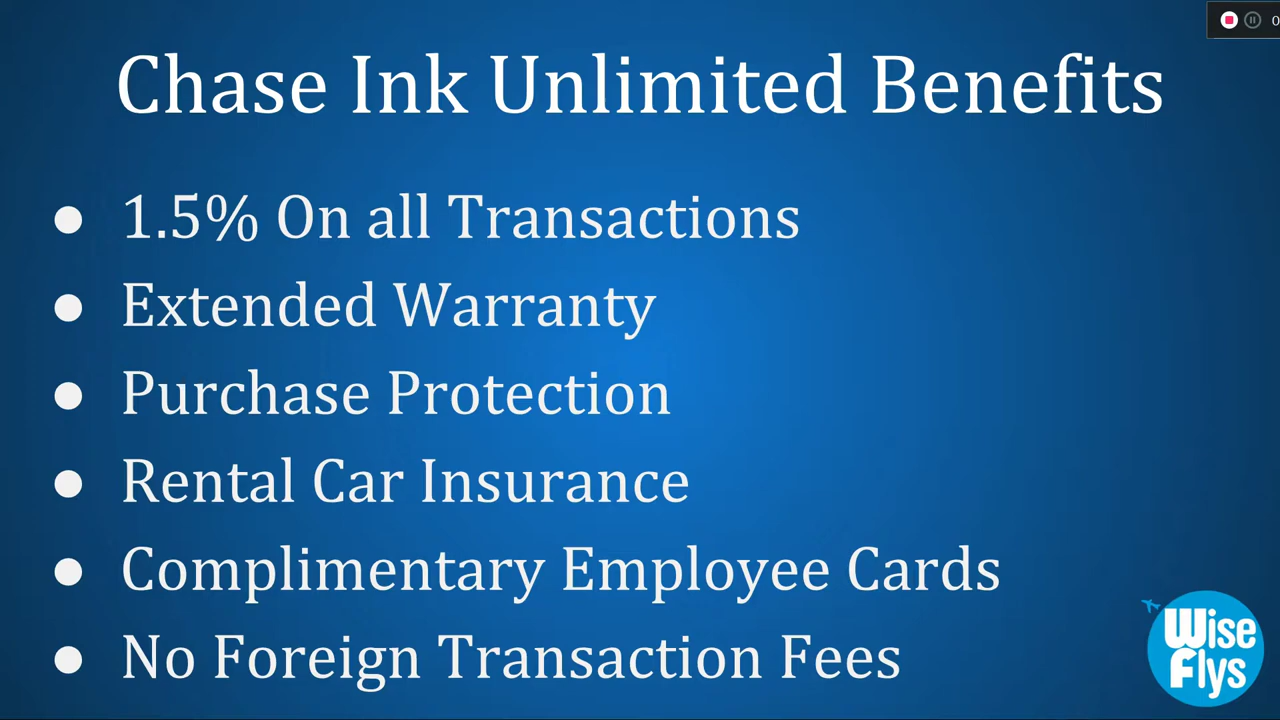 Chase Ink Unlimited Benefits
● 1.5% On all Transactions
● Extended Warranty
● Purchase Protection
● Rental Car Insurance
● Complimentary Employee Cards
● No Foreign Transaction Fees
Wise
Flys
0